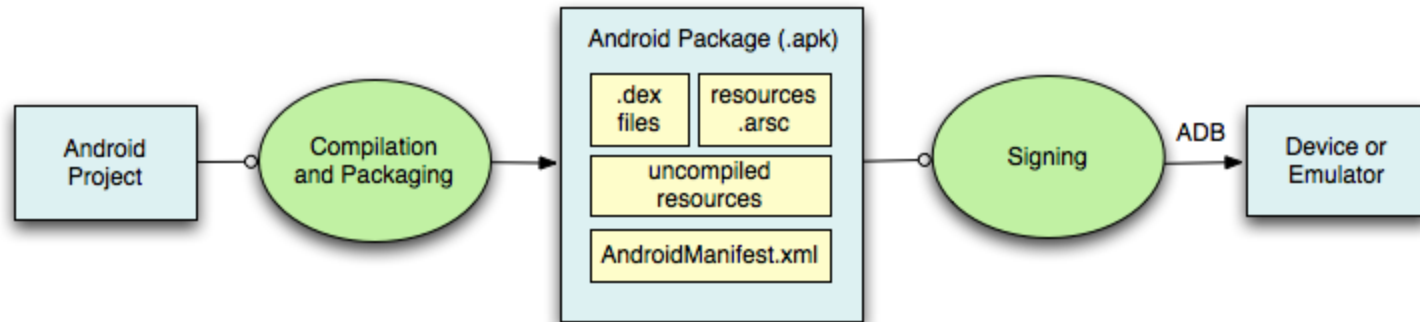 Android
Project
Compilation
and Packaging
Android Package (.apk)
.dex
files
resources
.arsc
uncompiled
resources
AndroidManifest.xml
Signing
ADB
Device or
Emulator